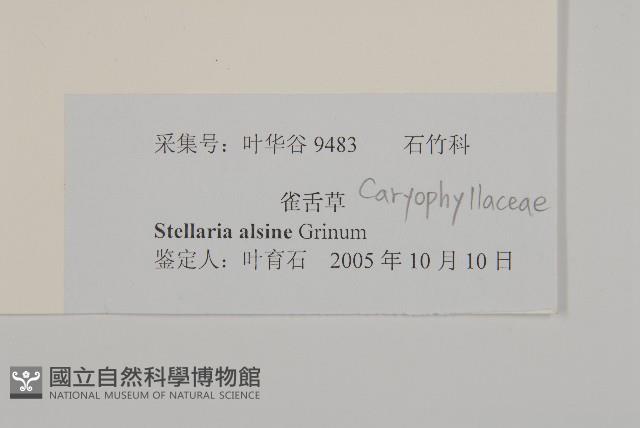 采集号：叶华谷 9483 石竹科
雀舌草 Caryophyllaceae
Stellaria alsine Grinum
鉴定人：叶育石 2005 年 10 月 10 日
國立自然科學博物館
NATIONAL MUSEUM OF NATURAL SCIENCE